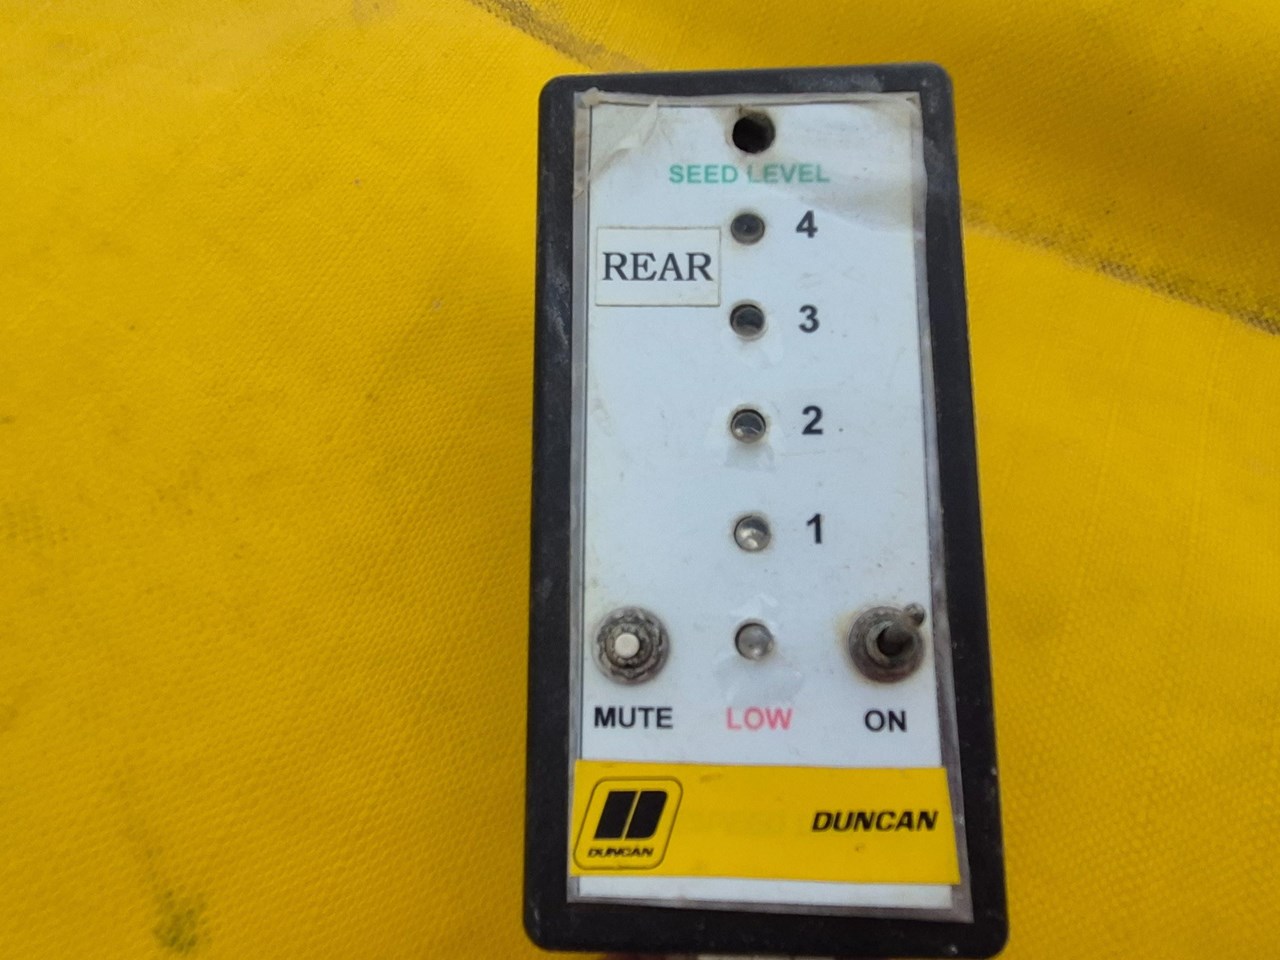 SEED LEVEL
4
REAR
3
2
1
MUTE
LOW
ON
DUNCAN
DUNCAN